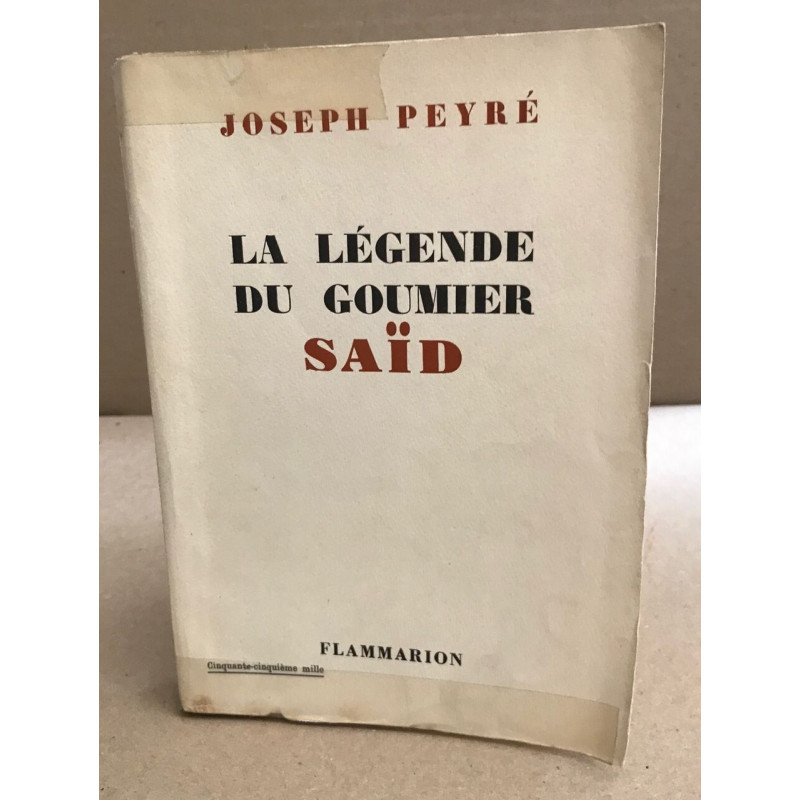 JOSEPH PEYRÉ
LA LÉGENDE
DU GOUMIER
SAÏD
FLAMMARION
Cinquante-cinquième mille